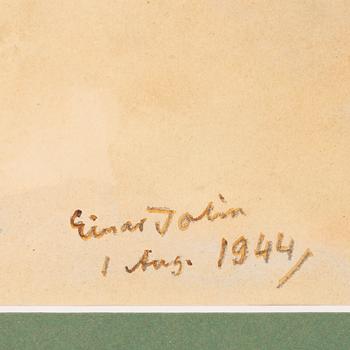 Einar Jolin
1 Aug. 1944